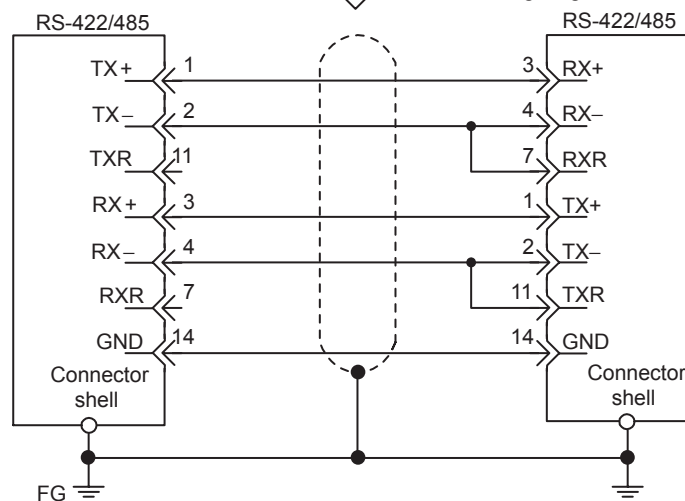 RS-422/485
RS-422/485
TX+ 1 3 RX+
TX– 2 4 RX–
TXR 11 7 RXR
RX+ 3 1 TX+
RX– 4 2 TX–
RXR 7 11 TXR
GND 14 14 GND
Connector
shell
Connector
shell
FG